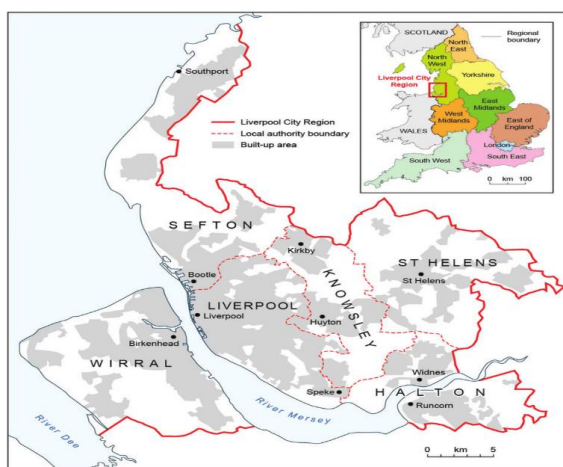 SCOTLAND
Regional boundary
North East
North West
Liverpool City Region
Yorkshire
East Midlands
West Midlands
WALES
East of England
London
South West
South East
0 km 100
Southport
Liverpool City Region
Local authority boundary
Built-up area
SEFTON
Kirkby
ST HELENS
Bootle
St Helens
KNOWSLEY
LIVERPOOL
Liverpool
Huyton
Birkenhead
WIRRAL
Widnes
Speke
HALTON
Runcorn
River Mersey
River Dee
0 km 5